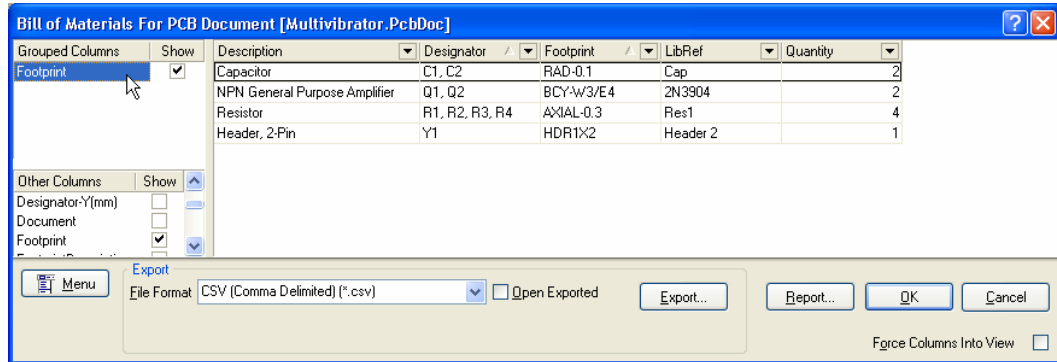 Bill of Materials For PCB Document [Multivibrator.PcbDoc]
Grouped Columns Show Description Designator Footprint LibRef Quantity
Footprint Capacitor C1, C2 RAD-0.1 Cap 2
NPN General Purpose Amplifier Q1, Q2 BCY-W3/E4 2N3904 2
Resistor R1, R2, R3, R4 AXIAL-0.3 Res1 4
Header, 2-Pin Y1 HDR1X2 Header 2 1
Other Columns Show
Designator-Y(mm)
Document
Footprint
Export
Menu File Format CSV (Comma Delimited) (*.csv) Open Exported Export... Report... OK Cancel
Force Columns Into View